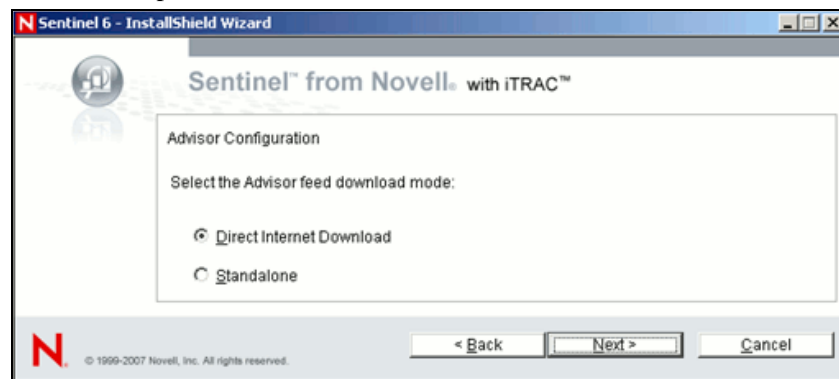 N Sentinel 6 - InstallShield Wizard
Sentinel™ from Novell® with iTRAC™
Advisor Configuration
Select the Advisor feed download mode:
Direct Internet Download
Standalone
N
© 1999-2007 Novell, Inc. All rights reserved.
< Back
Next >
Cancel